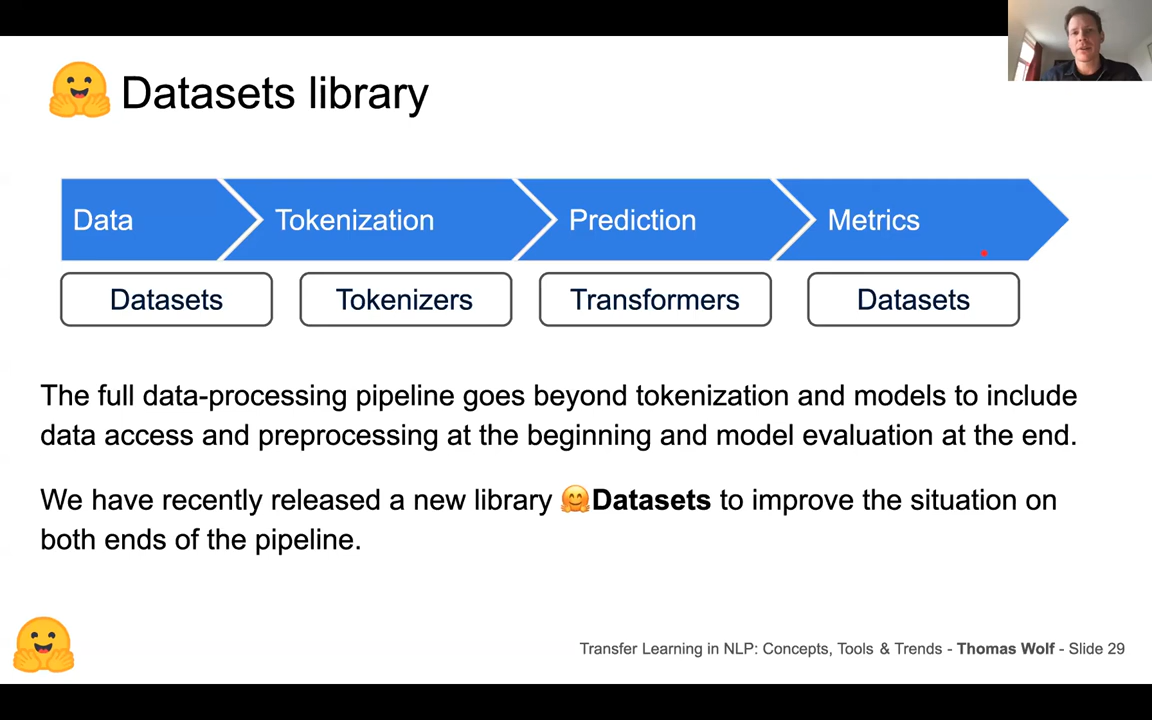 Datasets library
Data
Tokenization
Prediction
Metrics
Datasets
Tokenizers
Transformers
Datasets
The full data-processing pipeline goes beyond tokenization and models to include
data access and preprocessing at the beginning and model evaluation at the end.
We have recently released a new library 🤗Datasets to improve the situation on
both ends of the pipeline.
Transfer Learning in NLP: Concepts, Tools & Trends - Thomas Wolf - Slide 29